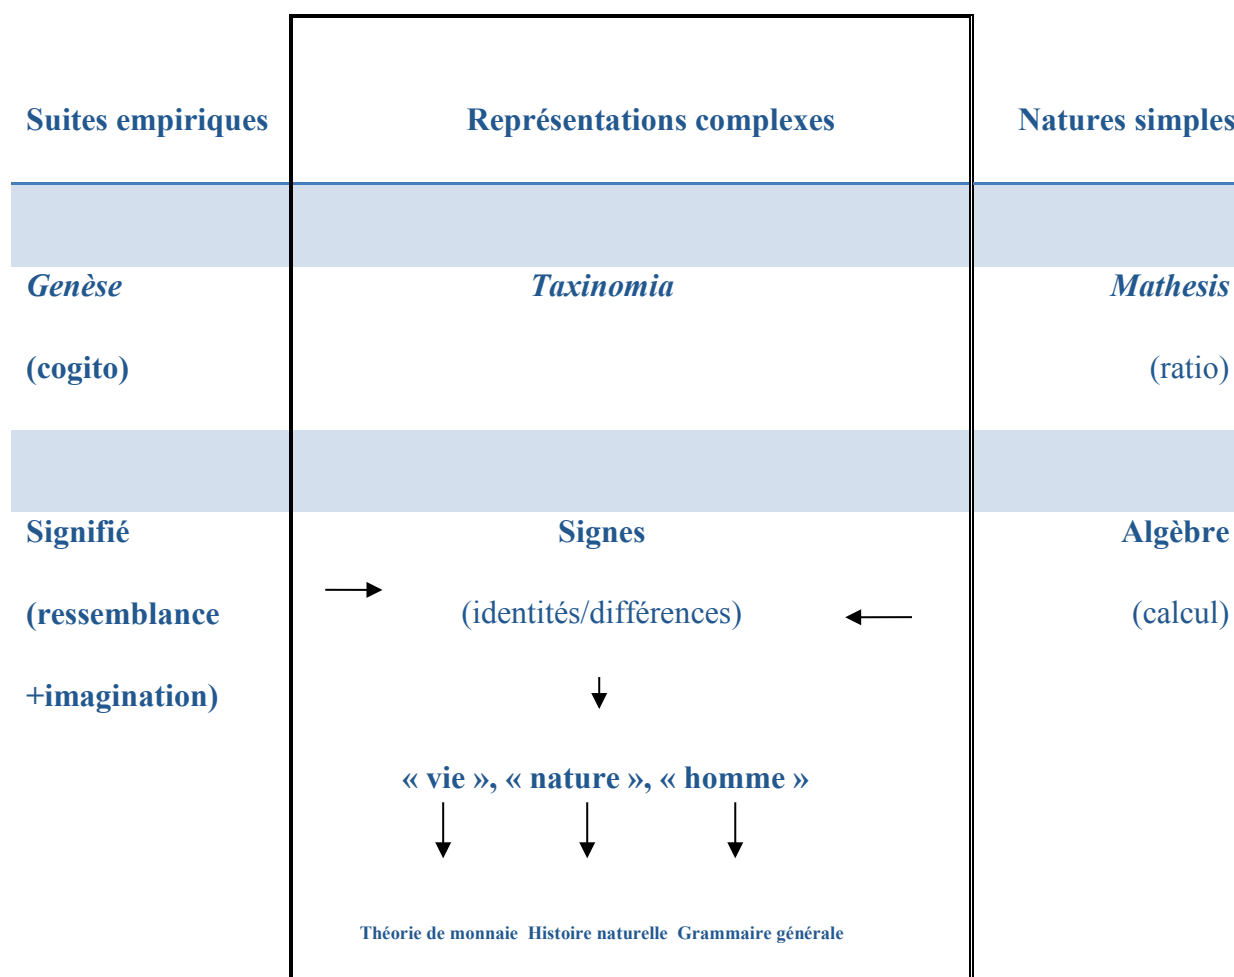 Suites empiriques Représentations complexes Natures simples
Genèse Taxinomia Mathesis
(cogito) (ratio)
Signifié Signes Algèbre
(ressemblance (identités/différences) (calcul)
+imagination)
« vie », « nature », « homme »
Théorie de monnaie Histoire naturelle Grammaire générale